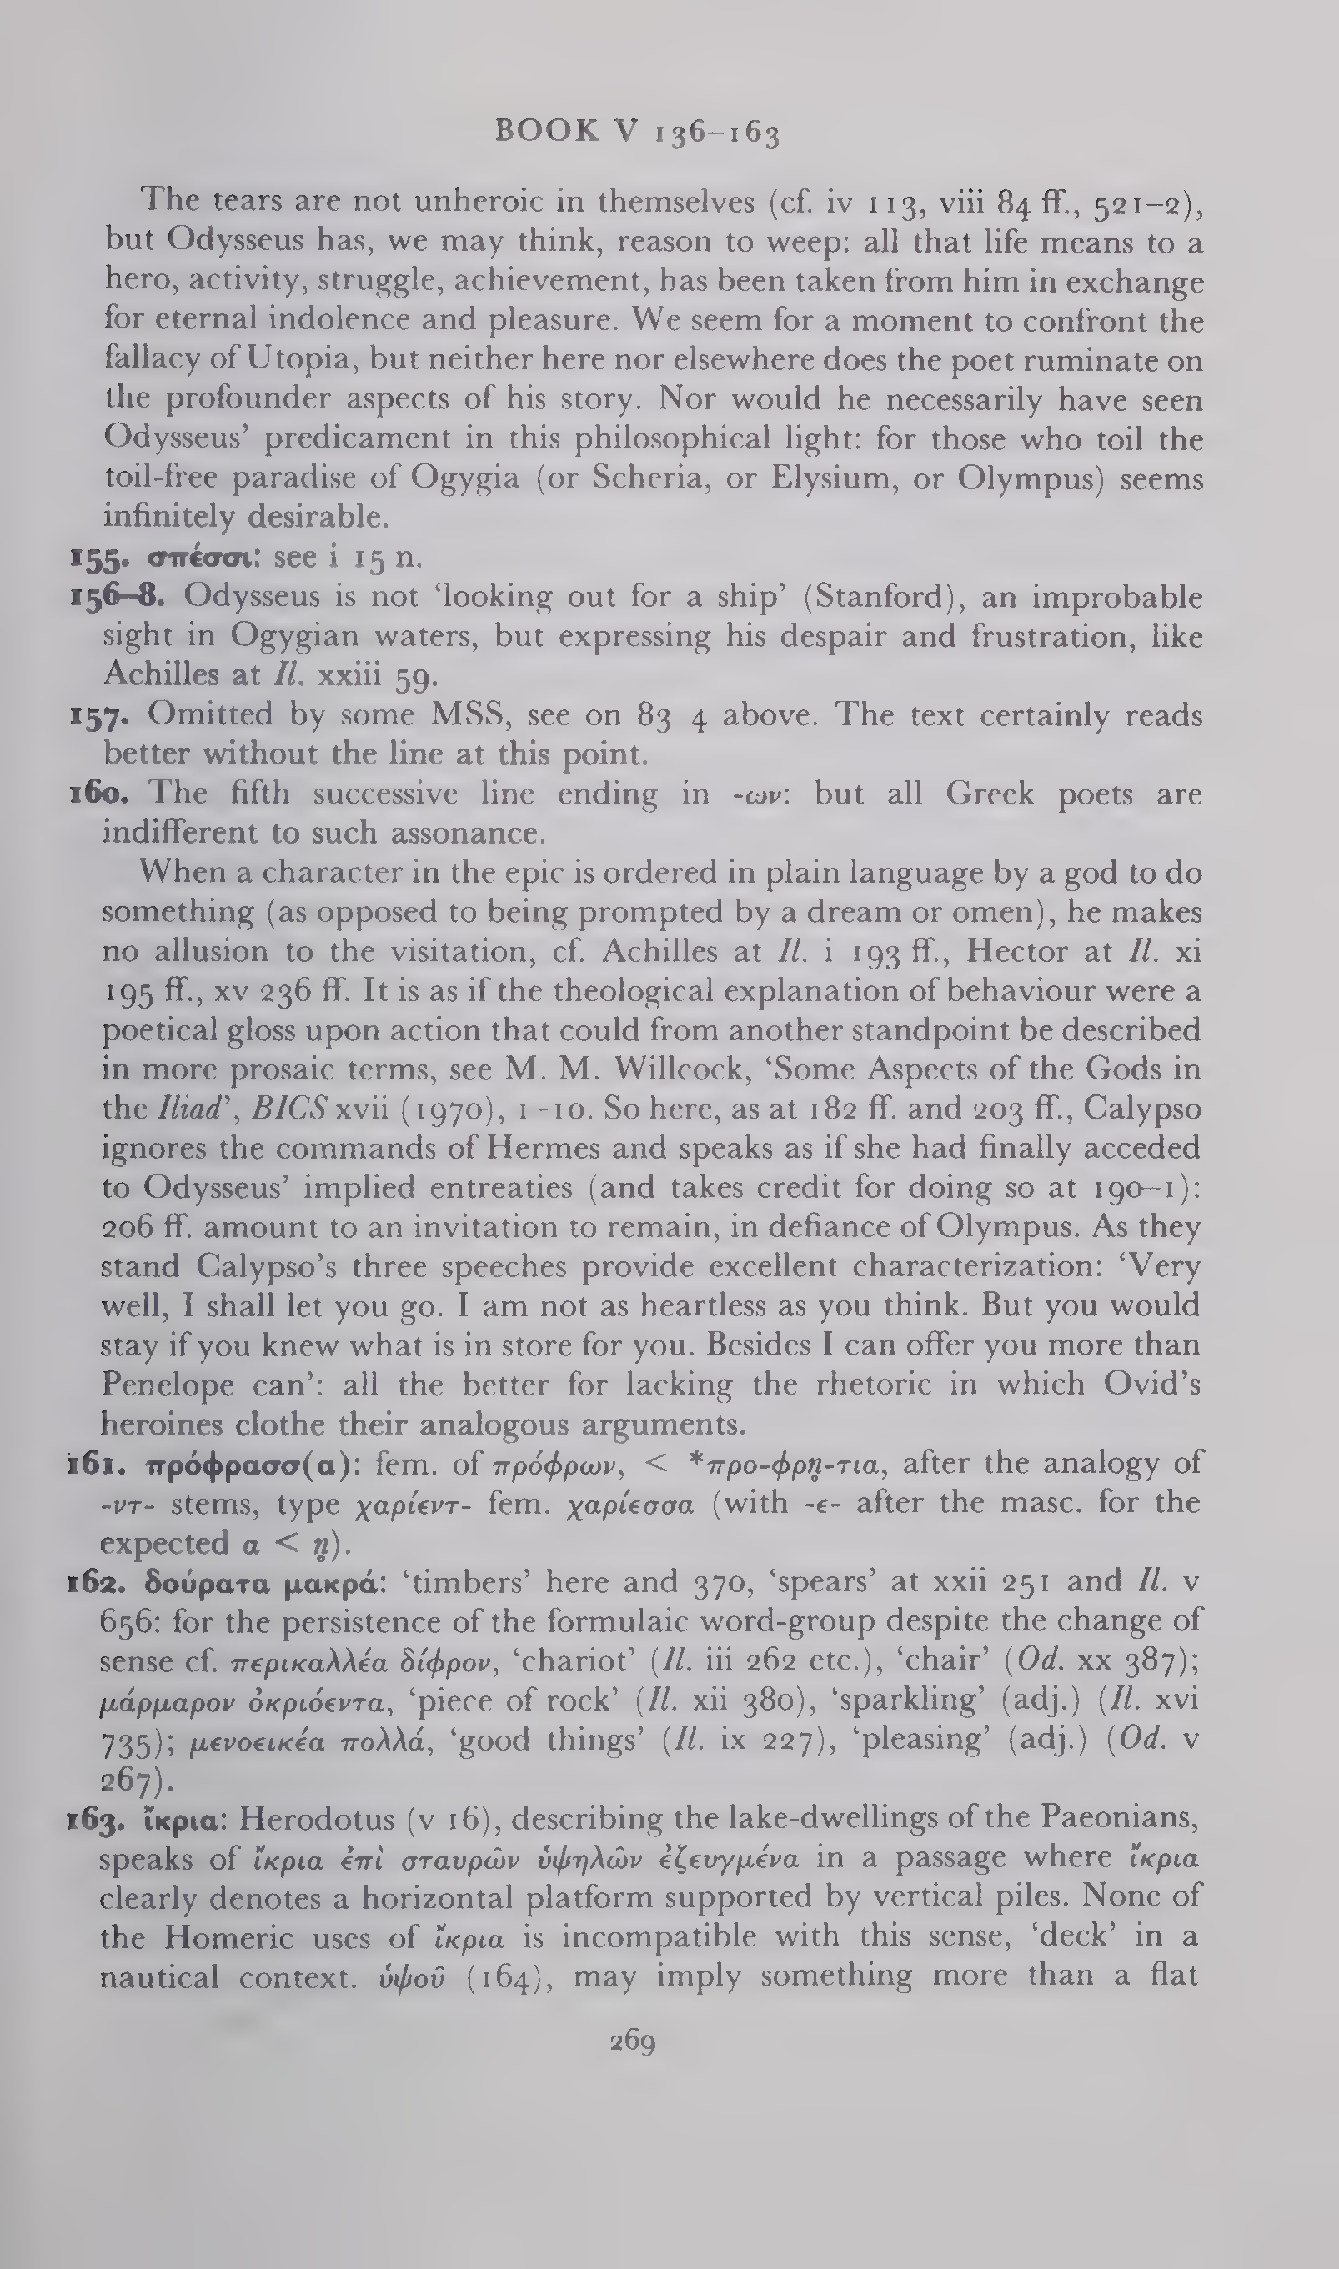 BOOK V 136–163
The tears are not unheroic in themselves (cf. iv 113, viii 84 ff., 521–2),
but Odysseus has, we may think, reason to weep: all that life means to a
hero, activity, struggle, achievement, has been taken from him in exchange
for eternal indolence and pleasure. We seem for a moment to confront the
fallacy of Utopia, but neither here nor elsewhere does the poet ruminate on
the profounder aspects of his story. Nor would he necessarily have seen
Odysseus’ predicament in this philosophical light: for those who toil the
toil-free paradise of Ogygia (or Scheria, or Elysium, or Olympus) seems
infinitely desirable.
155. σπέσσι: see i 15 n.
156–8. Odysseus is not ‘looking out for a ship’ (Stanford), an improbable
sight in Ogygian waters, but expressing his despair and frustration, like
Achilles at Il. xxiii 59.
157. Omitted by some MSS, see on 83 4 above. The text certainly reads
better without the line at this point.
160. The fifth successive line ending in -ων: but all Greek poets are
indifferent to such assonance.
When a character in the epic is ordered in plain language by a god to do
something (as opposed to being prompted by a dream or omen), he makes
no allusion to the visitation, cf. Achilles at Il. i 193 ff., Hector at Il. xi
195 ff., xv 236 ff. It is as if the theological explanation of behaviour were a
poetical gloss upon action that could from another standpoint be described
in more prosaic terms, see M. M. Willcock, ‘Some Aspects of the Gods in
the Iliad’, BICS xvii (1970), 1–10. So here, as at 182 ff. and 203 ff., Calypso
ignores the commands of Hermes and speaks as if she had finally acceded
to Odysseus’ implied entreaties (and takes credit for doing so at 190–1):
206 ff. amount to an invitation to remain, in defiance of Olympus. As they
stand Calypso’s three speeches provide excellent characterization: ‘Very
well, I shall let you go. I am not as heartless as you think. But you would
stay if you knew what is in store for you. Besides I can offer you more than
Penelope can’: all the better for lacking the rhetoric in which Ovid’s
heroines clothe their analogous arguments.
161. πρόφρασσ(α): fem. of πρόφρων, < *προ-φρn̥-τια, after the analogy of
-ντ- stems, type χαρίεντ- fem. χαρίεσσα (with -ε- after the masc. for the
expected α < n̥).
162. δούρατα μακρά: ‘timbers’ here and 370, ‘spears’ at xxii 251 and Il. v
656: for the persistence of the formulaic word-group despite the change of
sense cf. περικαλλέα δίφρον, ‘chariot’ (Il. iii 262 etc.), ‘chair’ (Od. xx 387);
μάρμαρον ὀκριόεντα, ‘piece of rock’ (Il. xii 380), ‘sparkling’ (adj.) (Il. xvi
735); μενοεικέα πολλά, ‘good things’ (Il. ix 227), ‘pleasing’ (adj.) (Od. v
267).
163. ἴκρια: Herodotus (v 16), describing the lake-dwellings of the Paeonians,
speaks of ἴκρια ἐπὶ σταυρῶν ὑψηλῶν ἐζευγμένα in a passage where ἴκρια
clearly denotes a horizontal platform supported by vertical piles. None of
the Homeric uses of ἴκρια is incompatible with this sense, ‘deck’ in a
nautical context. ὑψοῦ (164), may imply something more than a flat
269